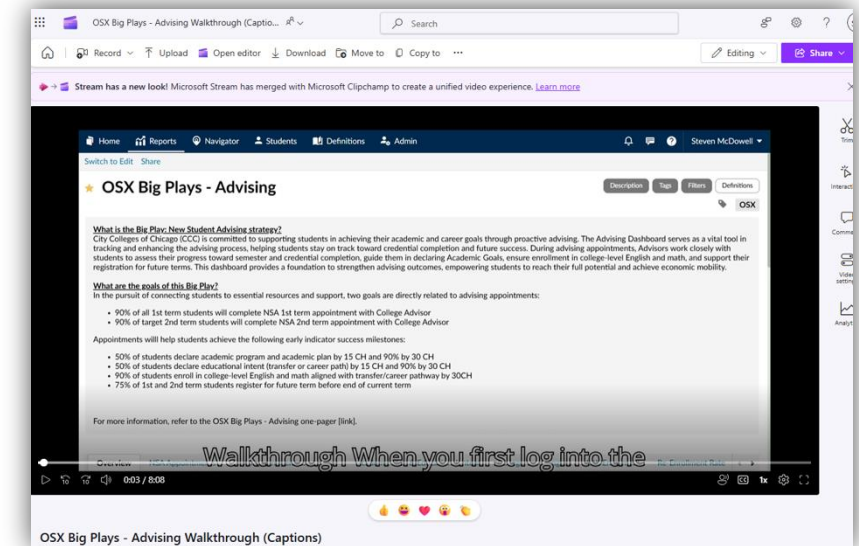 OSX Big Plays - Advising Walkthrough (Captio...
Search
?
Record
Upload
Open editor
Download
Move to
Copy to
...
Editing
Share
Stream has a new look! Microsoft Stream has merged with Microsoft Clipchamp to create a unified video experience. Learn more
Trim
Home
Reports
Navigator
Students
Definitions
Admin
Steven McDowell
Switch to Edit Share
OSX Big Plays - Advising
Description
Tags
Filters
Definitions
OSX
What is the Big Play: New Student Advising strategy?
City Colleges of Chicago (CCC) is committed to supporting students in achieving their academic and career goals through proactive advising. The Advising Dashboard serves as a vital tool in
tracking and enhancing the advising process, helping students stay on track toward credential completion and future success. During advising appointments, Advisors work closely with
students to assess their progress toward semester and credential completion, guide them in declaring Academic Goals, ensure enrollment in college-level English and math, and support their
registration for future terms. This dashboard provides a foundation to strengthen advising outcomes, empowering students to reach their full potential and achieve economic mobility.
What are the goals of this Big Play?
In the pursuit of connecting students to essential resources and support, two goals are directly related to advising appointments:
• 90% of all 1st term students will complete NSA 1st term appointment with College Advisor
• 90% of target 2nd term students will complete NSA 2nd term appointment with College Advisor
Appointments will help students achieve the following early indicator success milestones:
• 50% of students declare academic program and academic plan by 15 CH and 90% by 30 CH
• 50% of students declare educational intent (transfer or career path) by 15 CH and 90% by 30 CH
• 90% of students enroll in college-level English and math aligned with transfer/career pathway by 30CH
• 75% of 1st and 2nd term students register for future term before end of current term
For more information, refer to the OSX Big Plays - Advising one-pager [link].
Overview
Walkthrough When you first log into the
10
10
0:03 / 8:08
CC
1x
Interacti
Comme
Video
setting
Analyt
OSX Big Plays - Advising Walkthrough (Captions)